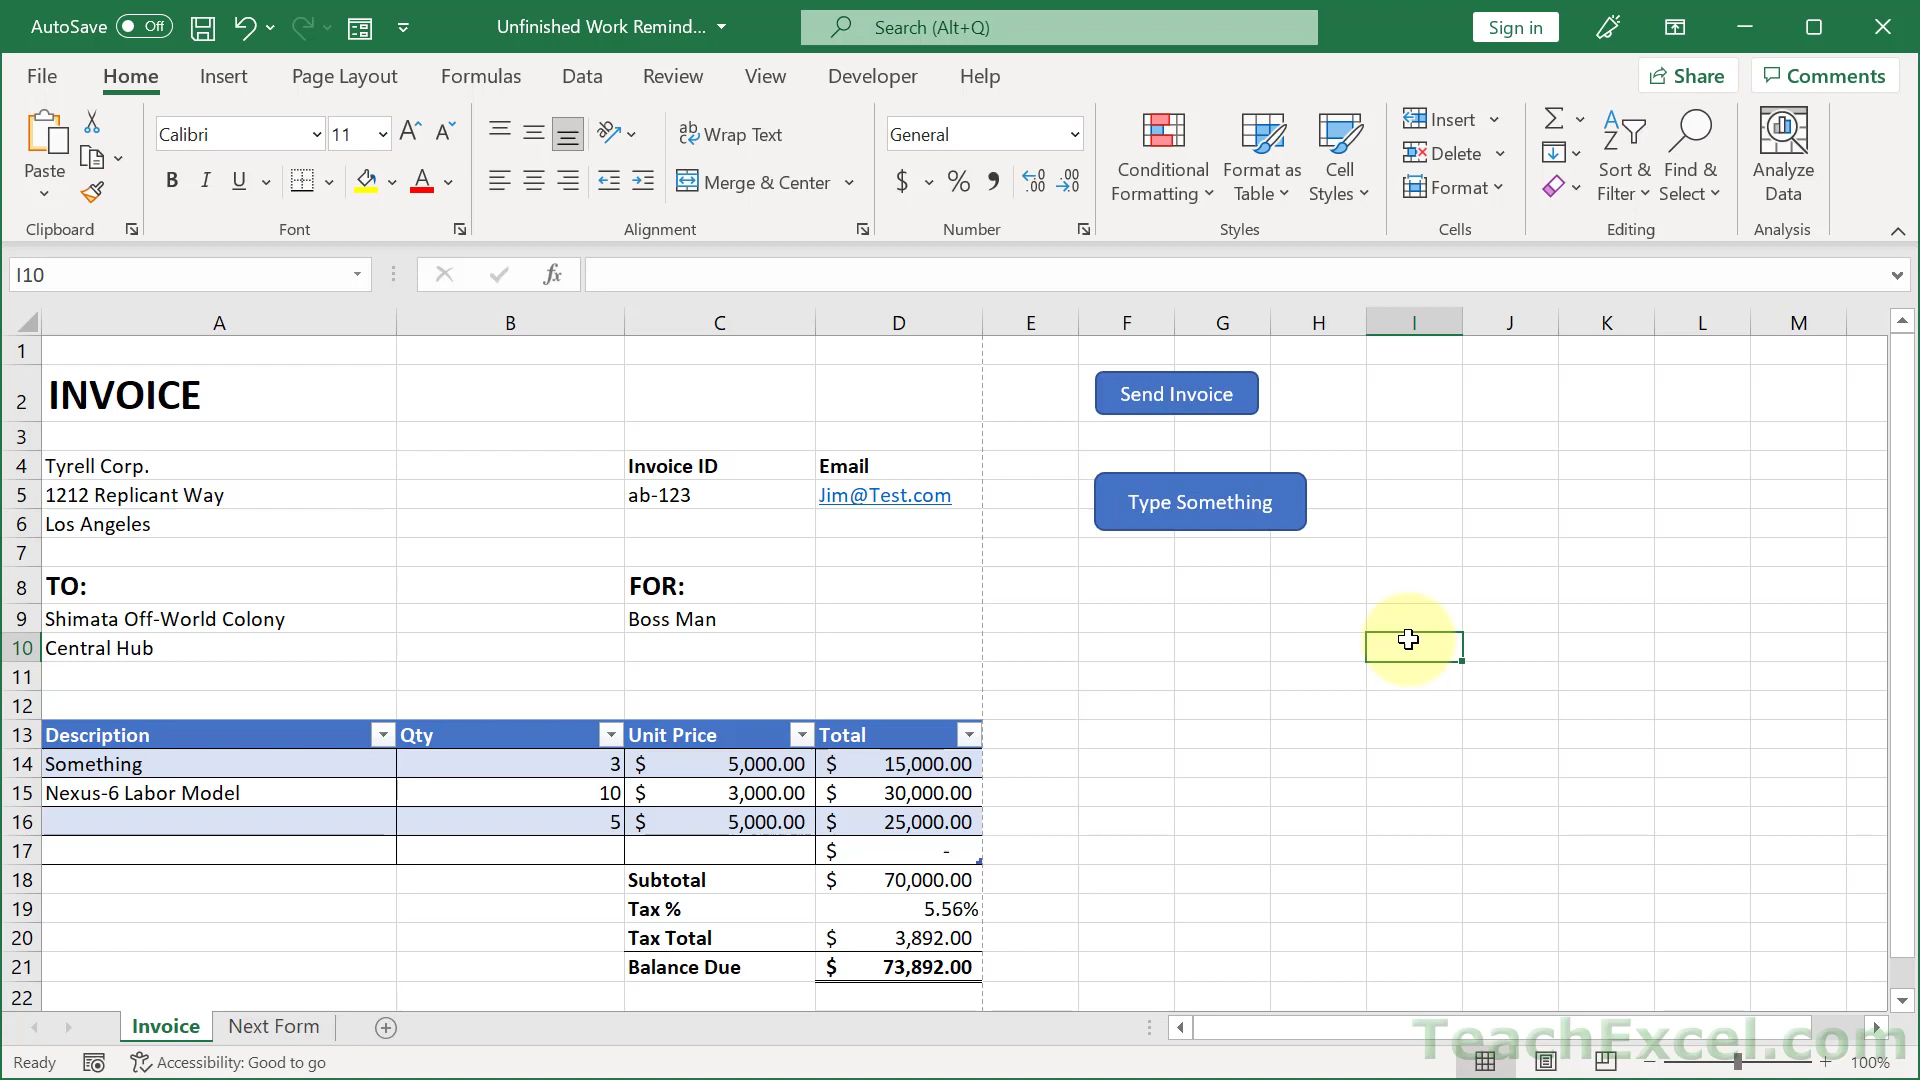 AutoSave Off Unfinished Work Remind... Search (Alt+Q) Sign in
File Home Insert Page Layout Formulas Data Review View Developer Help Share Comments
Paste
Clipboard
Calibri 11
B I U
Font
Wrap Text
Merge & Center
Alignment
General
$ % ,
Number
Conditional Formatting
Format as Table
Cell Styles
Styles
Insert
Delete
Format
Cells
Sort & Filter
Find & Select
Editing
Analyze Data
Analysis
I10 fx
A B C D E F G H I J K L M
1
2 INVOICE Send Invoice
3
4 Tyrell Corp. Invoice ID Email
5 1212 Replicant Way ab-123 Jim@Test.com Type Something
6 Los Angeles
7
8 TO: FOR:
9 Shimata Off-World Colony Boss Man
10 Central Hub
11
12
13 Description Qty Unit Price Total
14 Something 3 $ 5,000.00 $ 15,000.00
15 Nexus-6 Labor Model 10 $ 3,000.00 $ 30,000.00
16 5 $ 5,000.00 $ 25,000.00
17 $ -
18 Subtotal $ 70,000.00
19 Tax % 5.56%
20 Tax Total $ 3,892.00
21 Balance Due $ 73,892.00
22
Invoice Next Form
TeachExcel.com
Ready Accessibility: Good to go 100%